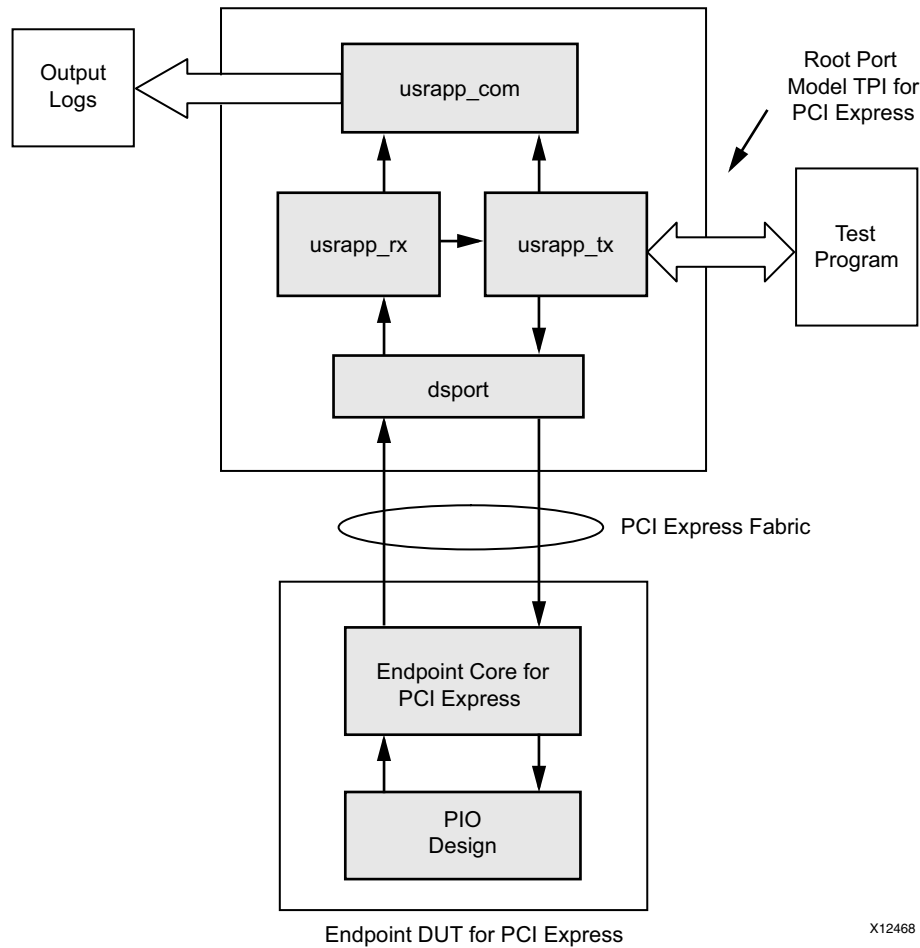 Output
Logs
usrapp_com
Root Port
Model TPI for
PCI Express
usrapp_rx
usrapp_tx
Test
Program
dsport
PCI Express Fabric
Endpoint Core for
PCI Express
PIO
Design
Endpoint DUT for PCI Express
X12468